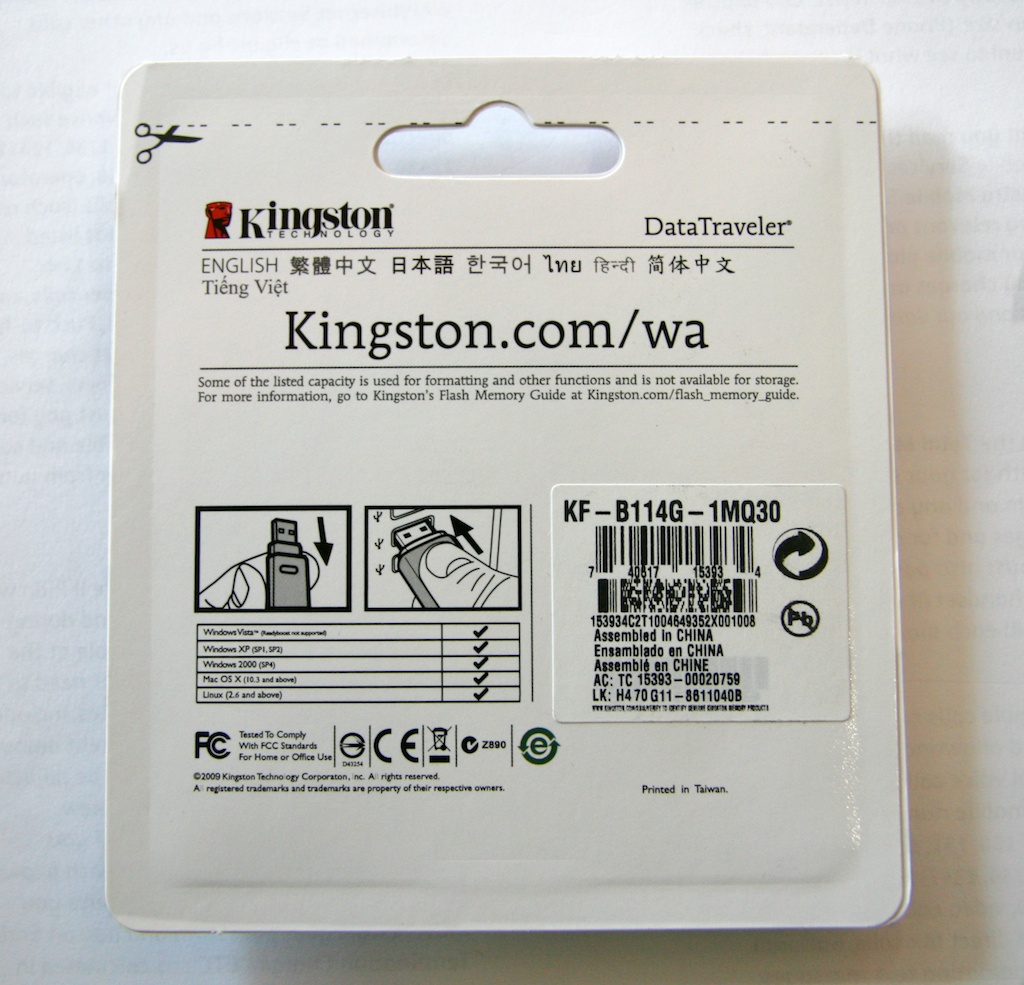 Kingston®
TECHNOLOGY
DataTraveler®
ENGLISH 繁體中文 日本語 한국어 ไทย हिन्दी 简体中文
Tiếng Việt
Kingston.com/wa
Some of the listed capacity is used for formatting and other functions and is not available for storage.
For more information, go to Kingston's Flash Memory Guide at Kingston.com/flash_memory_guide.
KF-B114G-1MQ30
7 40617 15393 4
153934C2T1004649352X001008
Assembled in CHINA
Ensamblado en CHINA
Assemblé en CHINE
AC: TC 15393-00020759
LK: H470G11-8611040B
Pb
Windows Vista™ (Readyboost not supported)
Windows XP (SP1, SP2)
Windows 2000 (SP4)
Mac OS X (10.3 and above)
Linux (2.6 and above)
FC Tested To Comply
With FCC Standards
For Home or Office Use
D43254
CE
Z890
e
©2009 Kingston Technology Corporaton, Inc. All rights reserved.
All registered trademarks and trademarks are property of their respective owners.
Printed in Taiwan.